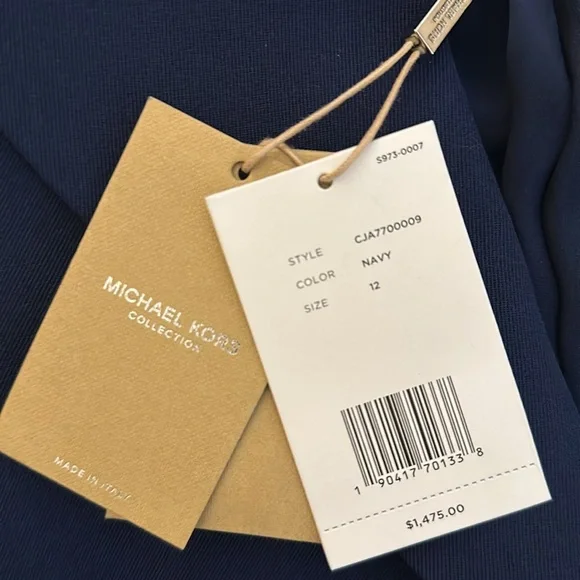 MICHAEL KORS
COLLECTION
MADE IN ITALY
S973-0007
STYLE CJA7700009
COLOR NAVY
SIZE 12
1 90417 70133 8
$1,475.00